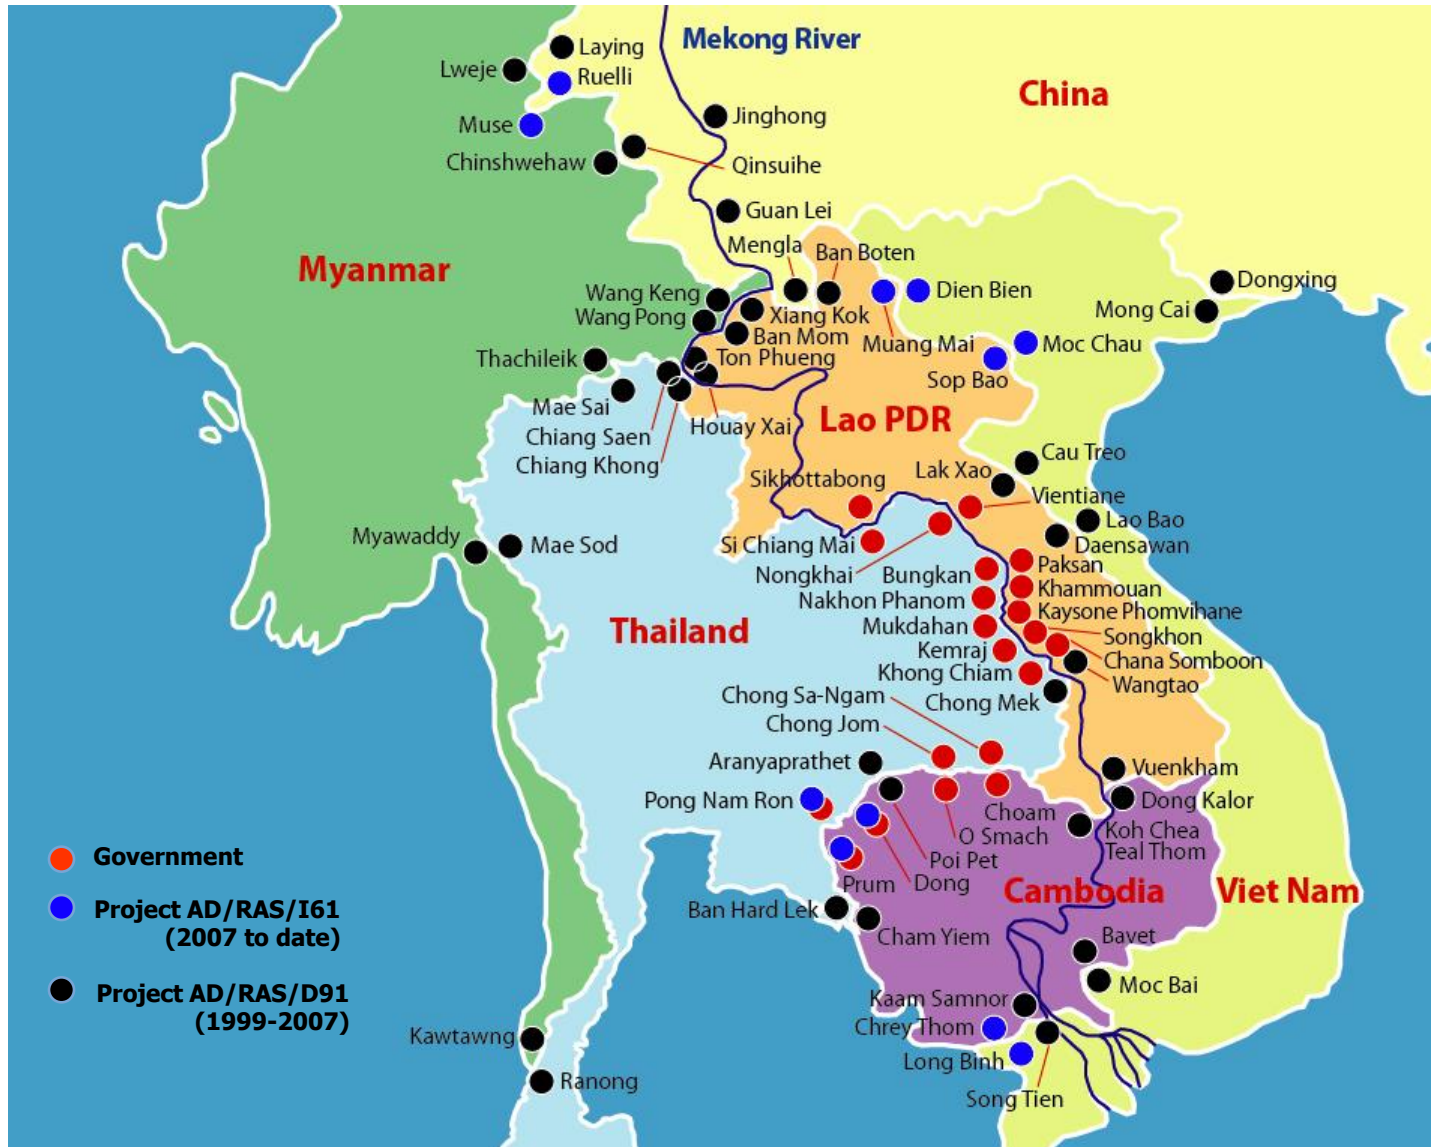 Mekong River
China
Laying
Lweje
Ruelli
Muse
Jinghong
Chinshwehaw
Qinsuihe
Guan Lei
Mengla
Ban Boten
Myanmar
Wang Keng
Wang Pong
Xiang Kok
Ban Mom
Dien Bien
Dongxing
Mong Cai
Muang Mai
Moc Chau
Thachileik
Ton Phueng
Sop Bao
Mae Sai
Houay Xai
Chiang Saen
Chiang Khong
Lao PDR
Cau Treo
Lak Xao
Sikhottabong
Vientiane
Lao Bao
Daensawan
Myawaddy
Mae Sod
Si Chiang Mai
Nongkhai
Paksan
Bungkan
Khammouan
Nakhon Phanom
Kaysone Phomvihane
Thailand
Mukdahan
Songkhon
Kemraj
Chana Somboon
Khong Chiam
Wangtao
Chong Sa-Ngam
Chong Mek
Chong Jom
Aranyaprathet
Vuenkham
Pong Nam Ron
Dong Kalor
Choam
Koh Chea
Teal Thom
O Smach
Poi Pet
Prum
Dong
Cambodia
Viet Nam
Ban Hard Lek
Cham Yiem
Bavet
Moc Bai
Kaam Samnor
Chrey Thom
Long Binh
Song Tien
Kawtawng
Ranong
Government
Project AD/RAS/I61
(2007 to date)
Project AD/RAS/D91
(1999-2007)